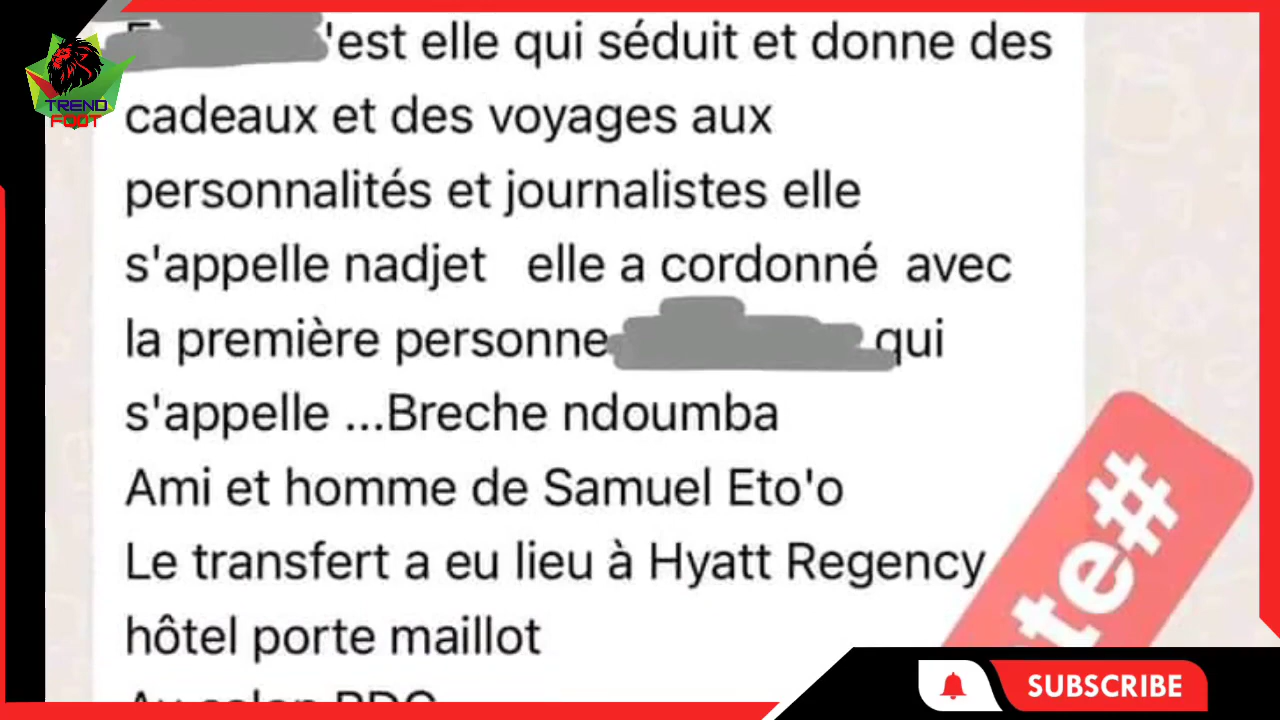 'est elle qui séduit et donne des
cadeaux et des voyages aux
personnalités et journalistes elle
s'appelle nadjet elle a cordonné avec
la première personne qui
s'appelle ...Breche ndoumba
Ami et homme de Samuel Eto'o
Le transfert a eu lieu à Hyatt Regency
hôtel porte maillot
TREND
FOOT
SUBSCRIBE